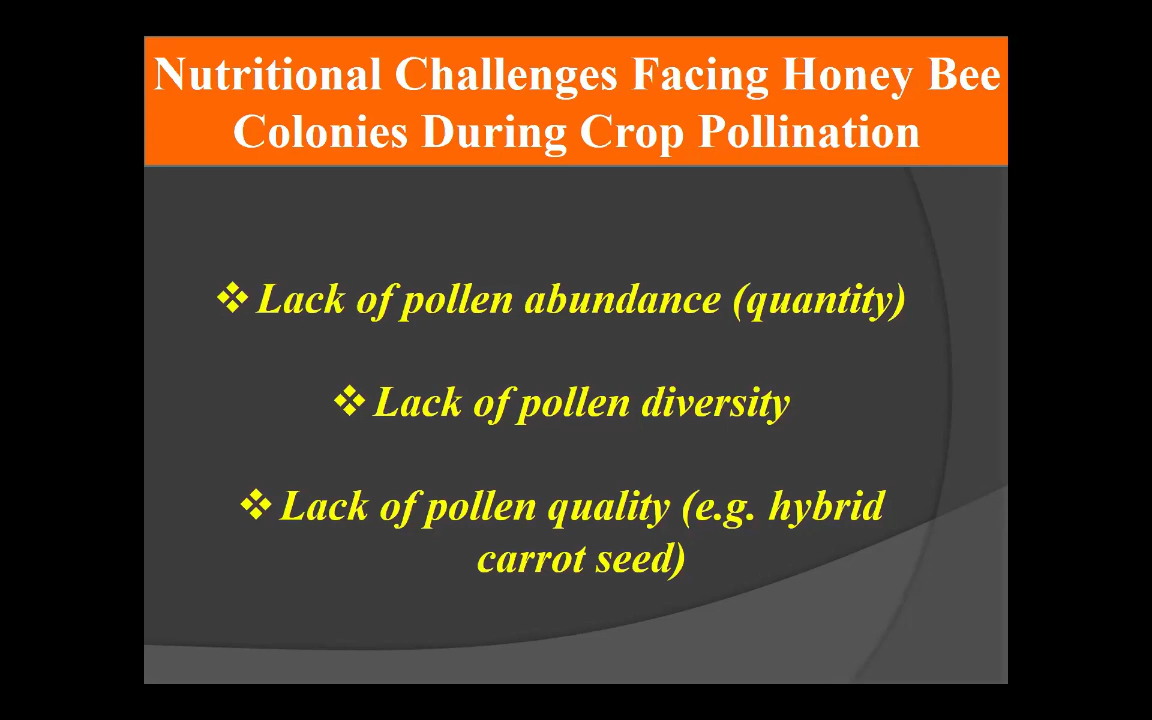 Nutritional Challenges Facing Honey Bee
Colonies During Crop Pollination
❖ Lack of pollen abundance (quantity)
❖ Lack of pollen diversity
❖ Lack of pollen quality (e.g. hybrid
carrot seed)